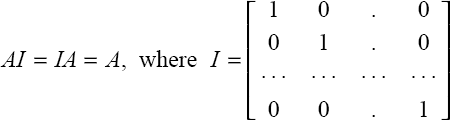 AI = IA = A, where I = [ 1 0 . 0
0 1 . 0
... ... ... ...
0 0 . 1 ]